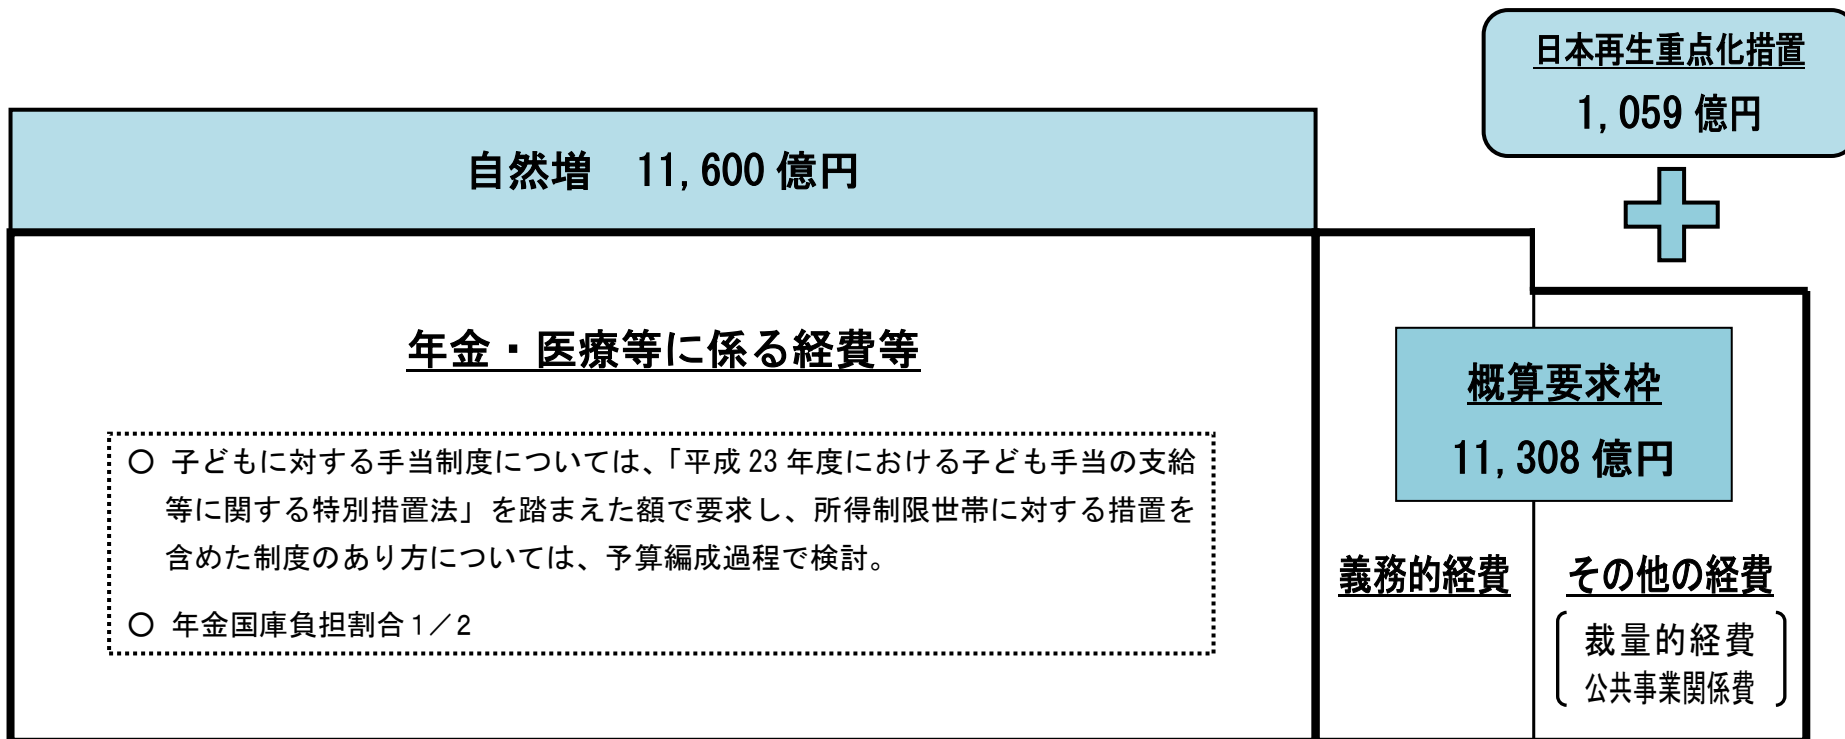 日本再生重点化措置
1,059 億円
自然増　11,600 億円
年金・医療等に係る経費等
○ 子どもに対する手当制度については、「平成 23 年度における子ども手当の支給
等に関する特別措置法」を踏まえた額で要求し、所得制限世帯に対する措置を
含めた制度のあり方については、予算編成過程で検討。
○ 年金国庫負担割合 1／2
概算要求枠
11,308 億円
義務的経費
その他の経費
裁量的経費
公共事業関係費